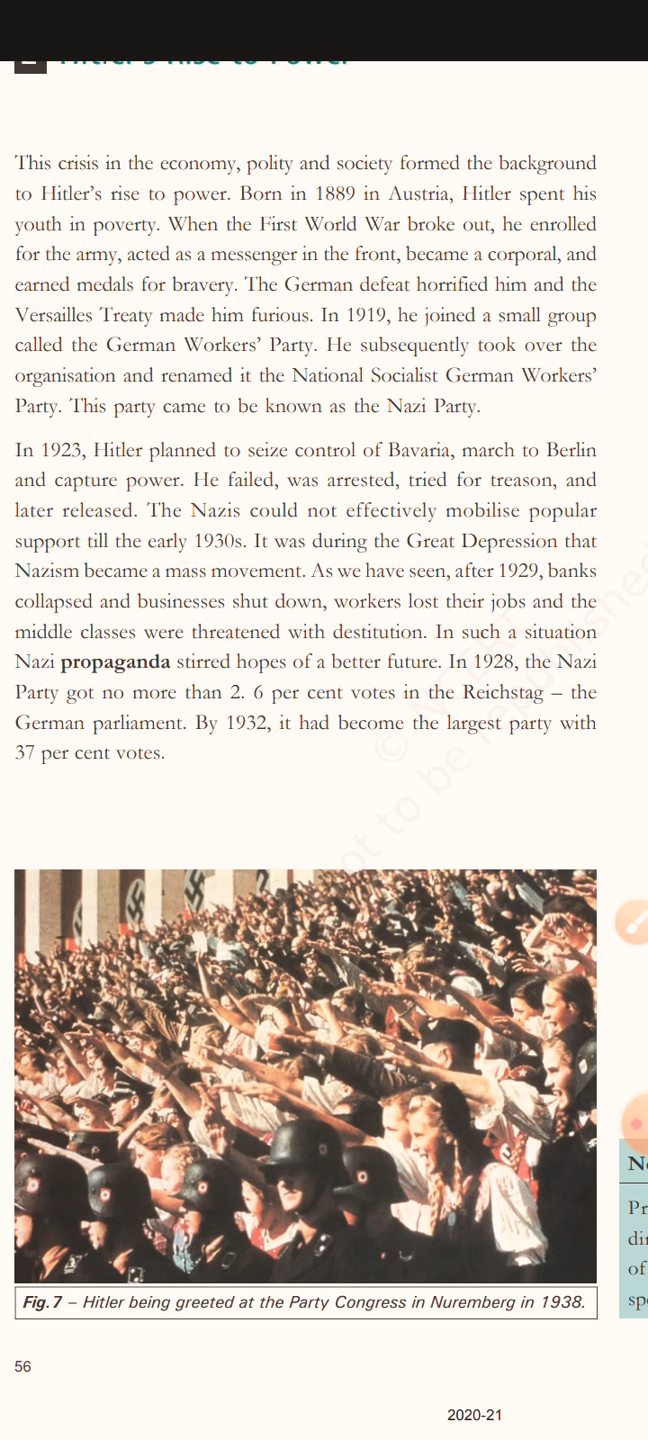 2 Hitler's Rise to Power
This crisis in the economy, polity and society formed the background
to Hitler's rise to power. Born in 1889 in Austria, Hitler spent his
youth in poverty. When the First World War broke out, he enrolled
for the army, acted as a messenger in the front, became a corporal, and
earned medals for bravery. The German defeat horrified him and the
Versailles Treaty made him furious. In 1919, he joined a small group
called the German Workers' Party. He subsequently took over the
organisation and renamed it the National Socialist German Workers'
Party. This party came to be known as the Nazi Party.
In 1923, Hitler planned to seize control of Bavaria, march to Berlin
and capture power. He failed, was arrested, tried for treason, and
later released. The Nazis could not effectively mobilise popular
support till the early 1930s. It was during the Great Depression that
Nazism became a mass movement. As we have seen, after 1929, banks
collapsed and businesses shut down, workers lost their jobs and the
middle classes were threatened with destitution. In such a situation
Nazi propaganda stirred hopes of a better future. In 1928, the Nazi
Party got no more than 2. 6 per cent votes in the Reichstag – the
German parliament. By 1932, it had become the largest party with
37 per cent votes.
© NCERT
not to be republished
Fig.7 – Hitler being greeted at the Party Congress in Nuremberg in 1938.
of
56
2020-21